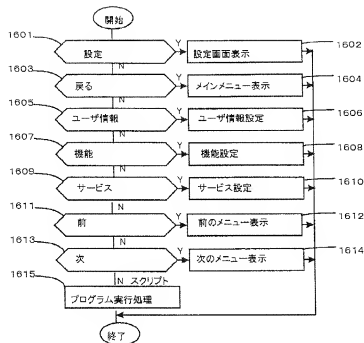 開始
1601
設定
Y
設定画面表示
1602
N
1603
戻る
Y
メインメニュー表示
1604
N
1605
ユーザ情報
Y
ユーザ情報設定
1606
N
1607
機能
Y
機能設定
1608
N
1609
サービス
Y
サービス設定
1610
N
1611
前
Y
前のメニュー表示
1612
N
1613
次
Y
次のメニュー表示
1614
N スクリプト
1615
プログラム実行処理
終了